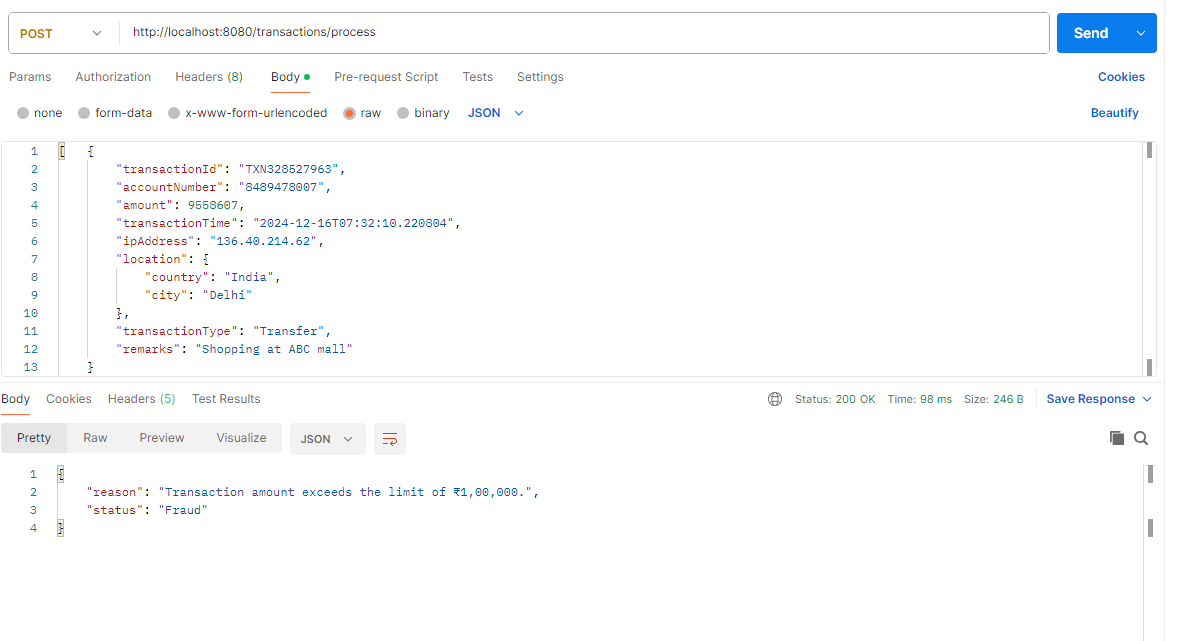 POST http://localhost:8080/transactions/process Send
Params Authorization Headers (8) Body Pre-request Script Tests Settings Cookies
none form-data x-www-form-urlencoded raw binary JSON Beautify
1 [ {
2 "transactionId": "TXN328527963",
3 "accountNumber": "8489478007",
4 "amount": 9558607,
5 "transactionTime": "2024-12-16T07:32:10.220804",
6 "ipAddress": "136.40.214.62",
7 "location": {
8 "country": "India",
9 "city": "Delhi"
10 },
11 "transactionType": "Transfer",
12 "remarks": "Shopping at ABC mall"
13 }
Body Cookies Headers (5) Test Results Status: 200 OK Time: 98 ms Size: 246 B Save Response
Pretty Raw Preview Visualize JSON
1 {
2 "reason": "Transaction amount exceeds the limit of ₹1,00,000.",
3 "status": "Fraud"
4 }